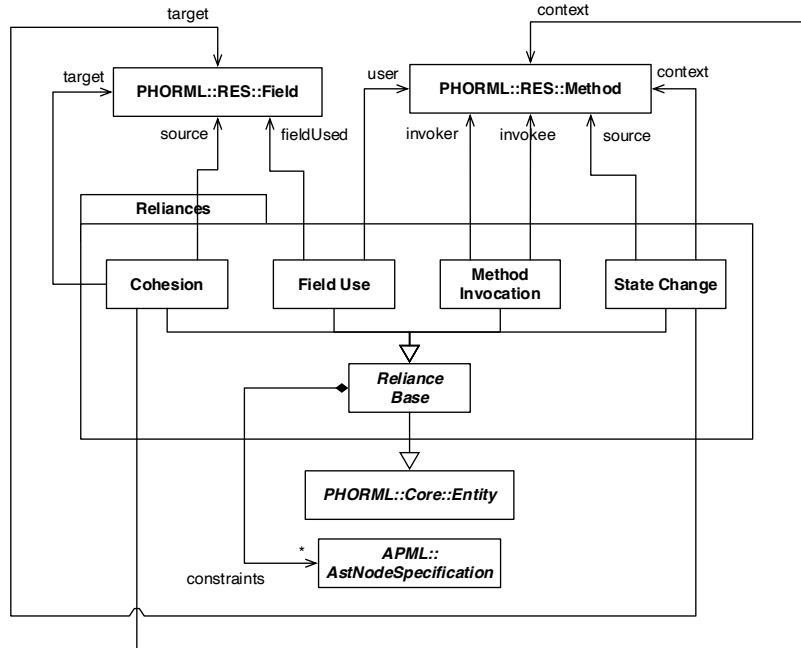 context
target
target
user
context
PHORML::RES::Field
PHORML::RES::Method
source
fieldUsed
invoker
invokee
source
Reliances
Cohesion
Field Use
Method
Invocation
State Change
Reliance
Base
PHORML::Core::Entity
*
constraints
APML::
AstNodeSpecification